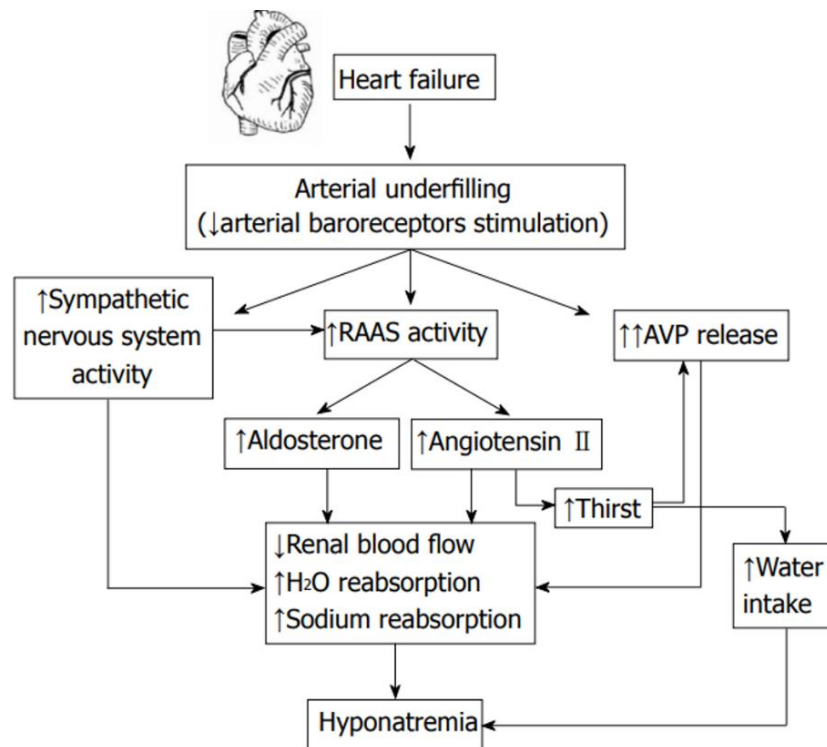 Heart failure
Arterial underfilling
(↓arterial baroreceptors stimulation)
↑Sympathetic
nervous system
activity
↑RAAS activity
↑↑AVP release
↑Aldosterone
↑Angiotensin Ⅱ
↑Thirst
↓Renal blood flow
↑H₂O reabsorption
↑Sodium reabsorption
↑Water
intake
Hyponatremia